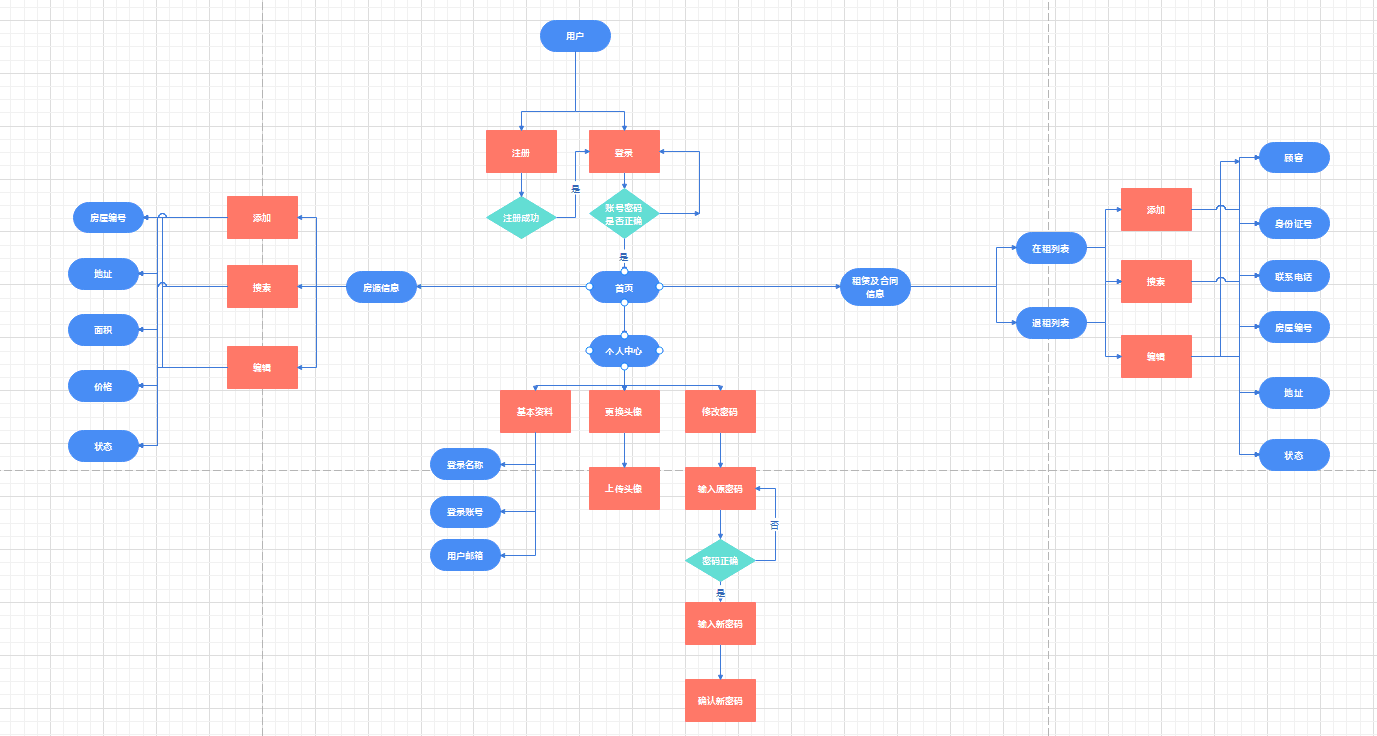 用户
注册
登录
是
注册成功
账号密码
是否正确
是
首页
个人中心
房源信息
添加
搜索
编辑
房屋编号
地址
面积
价格
状态
租赁及合同
信息
在租列表
退租列表
添加
搜索
编辑
顾客
身份证号
联系电话
房屋编号
地址
状态
基本资料
更换头像
修改密码
登录名称
登录账号
用户邮箱
上传头像
输入原密码
否
密码正确
是
输入新密码
确认新密码